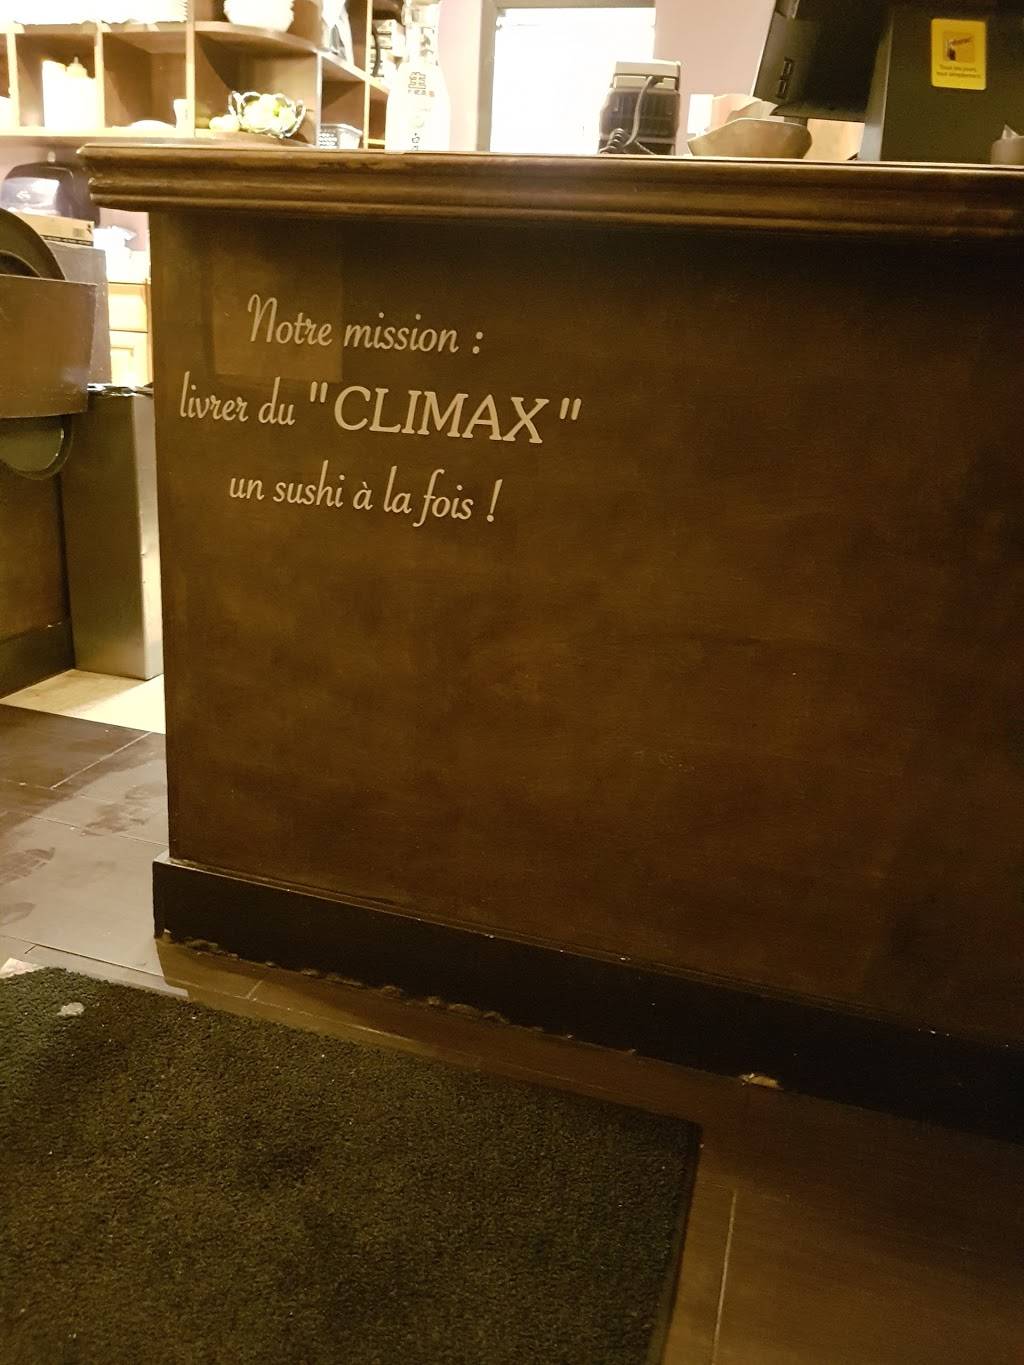 Notre mission :
livrer du "CLIMAX"
un sushi à la fois !